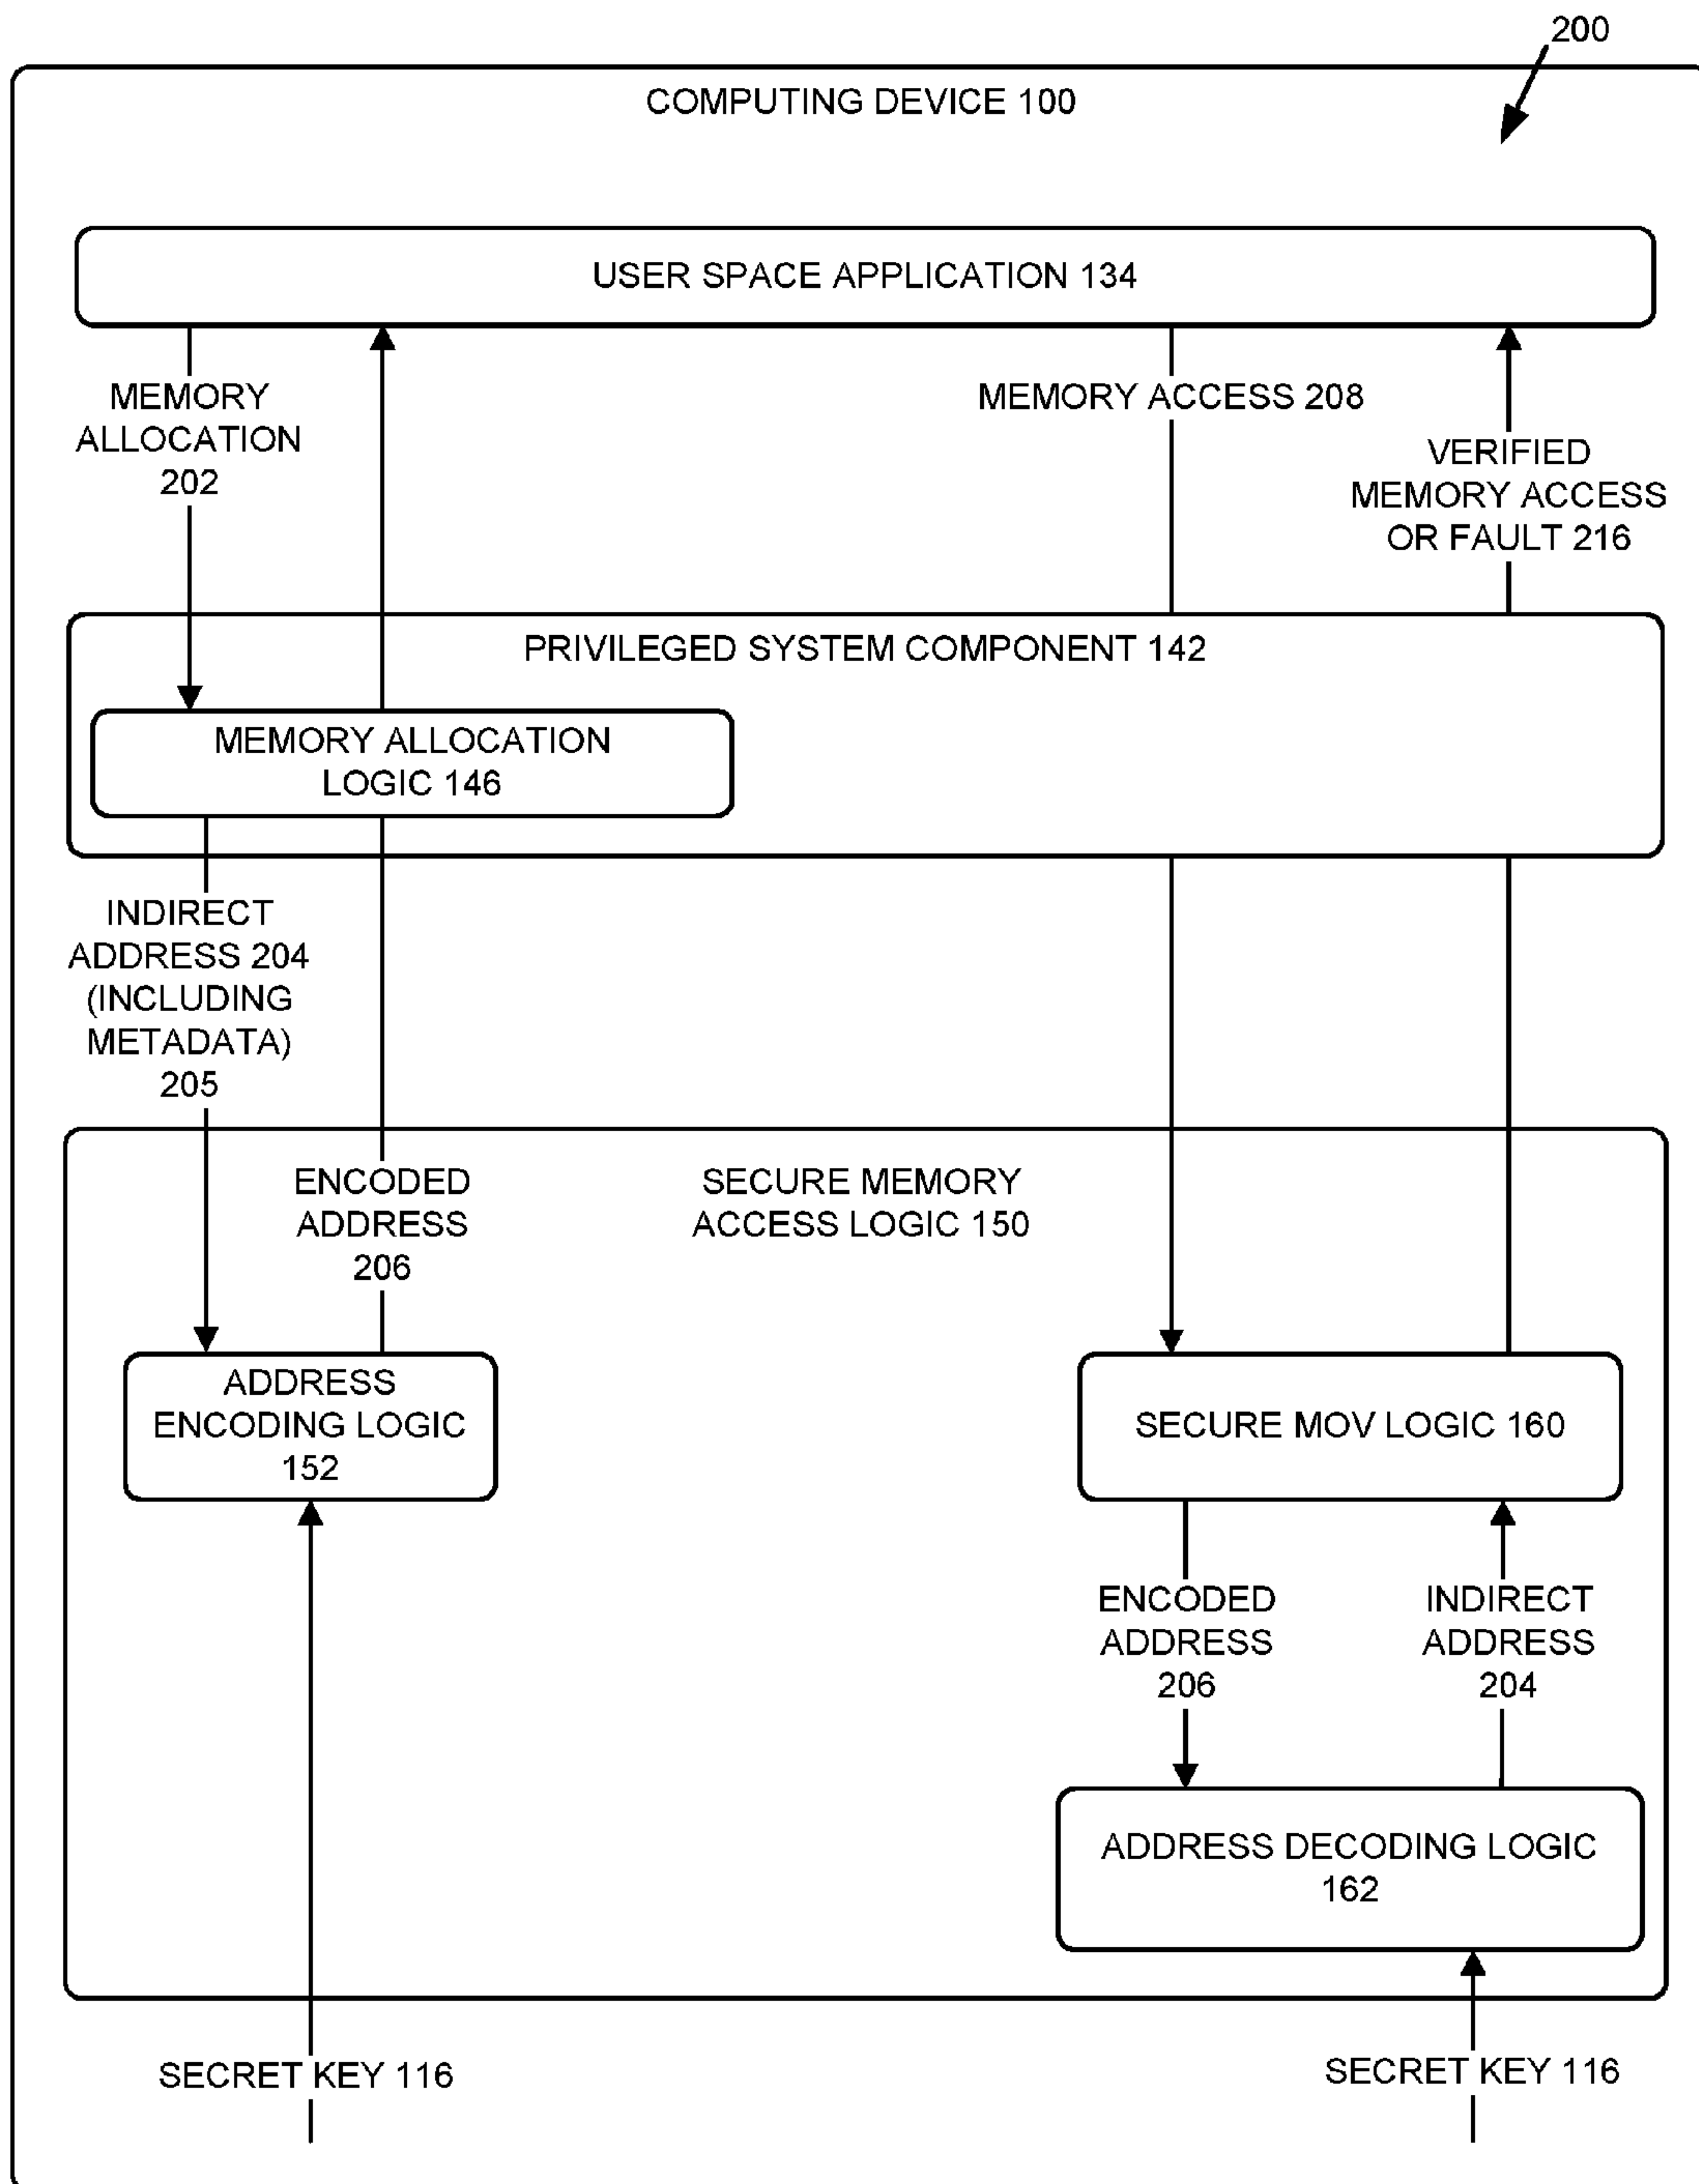 200
COMPUTING DEVICE 100
USER SPACE APPLICATION 134
MEMORY
ALLOCATION
202
MEMORY ACCESS 208
VERIFIED
MEMORY ACCESS
OR FAULT 216
PRIVILEGED SYSTEM COMPONENT 142
MEMORY ALLOCATION
LOGIC 146
INDIRECT
ADDRESS 204
(INCLUDING
METADATA)
205
ENCODED
ADDRESS
206
SECURE MEMORY
ACCESS LOGIC 150
ADDRESS
ENCODING LOGIC
152
SECURE MOV LOGIC 160
ENCODED
ADDRESS
206
INDIRECT
ADDRESS
204
ADDRESS DECODING LOGIC
162
SECRET KEY 116
SECRET KEY 116